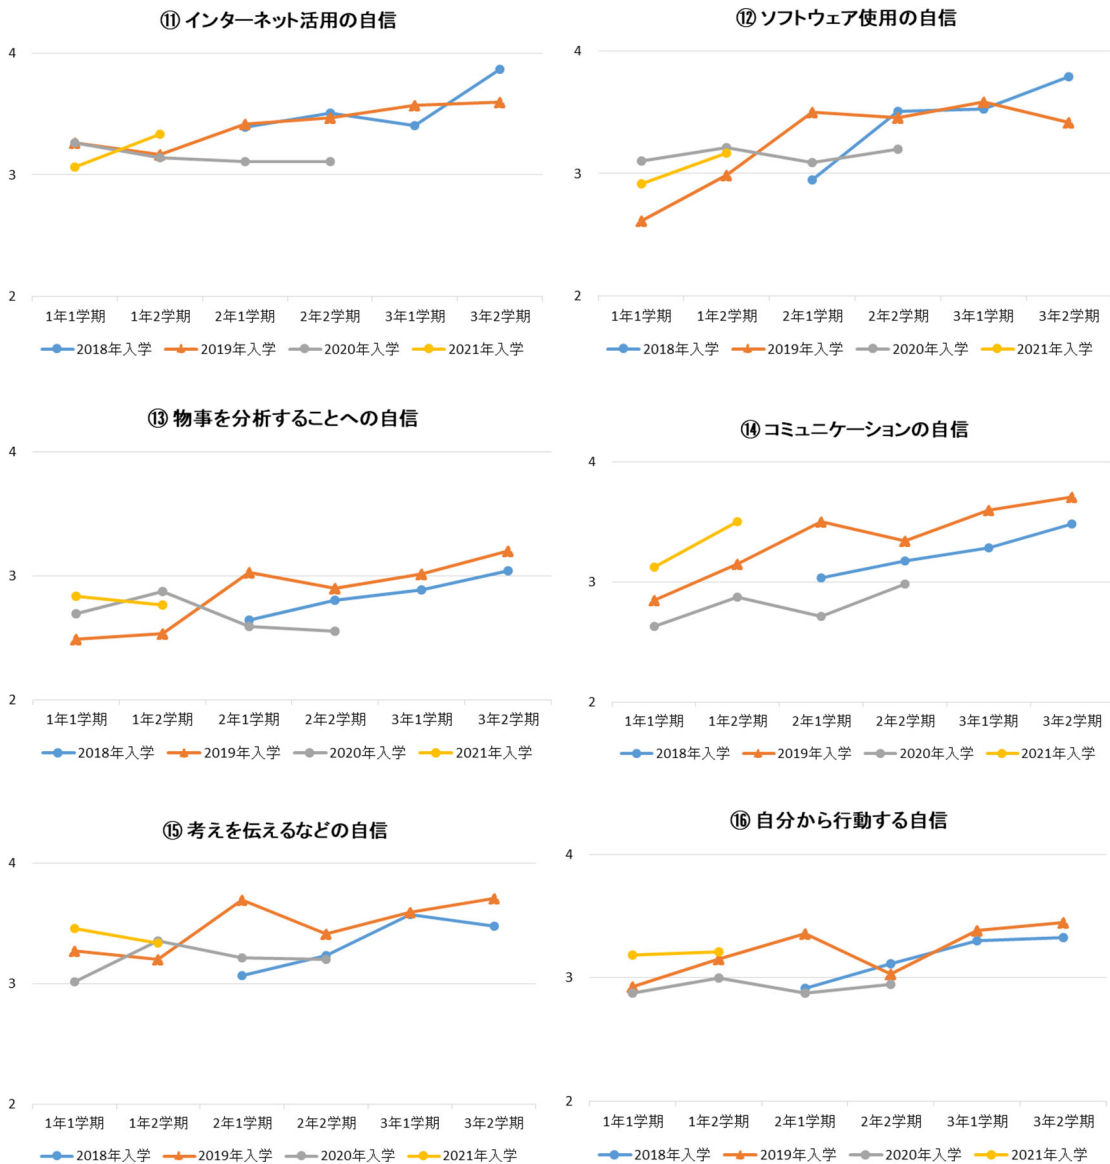 ⑪ インターネット活用の自信
4
3
2
1年1学期 1年2学期 2年1学期 2年2学期 3年1学期 3年2学期
2018年入学 2019年入学 2020年入学 2021年入学
⑫ ソフトウェア使用の自信
4
3
2
1年1学期 1年2学期 2年1学期 2年2学期 3年1学期 3年2学期
2018年入学 2019年入学 2020年入学 2021年入学
⑬ 物事を分析することへの自信
4
3
2
1年1学期 1年2学期 2年1学期 2年2学期 3年1学期 3年2学期
2018年入学 2019年入学 2020年入学 2021年入学
⑭ コミュニケーションの自信
4
3
2
1年1学期 1年2学期 2年1学期 2年2学期 3年1学期 3年2学期
2018年入学 2019年入学 2020年入学 2021年入学
⑮ 考えを伝えるなどの自信
4
3
2
1年1学期 1年2学期 2年1学期 2年2学期 3年1学期 3年2学期
2018年入学 2019年入学 2020年入学 2021年入学
⑯ 自分から行動する自信
4
3
2
1年1学期 1年2学期 2年1学期 2年2学期 3年1学期 3年2学期
2018年入学 2019年入学 2020年入学 2021年入学